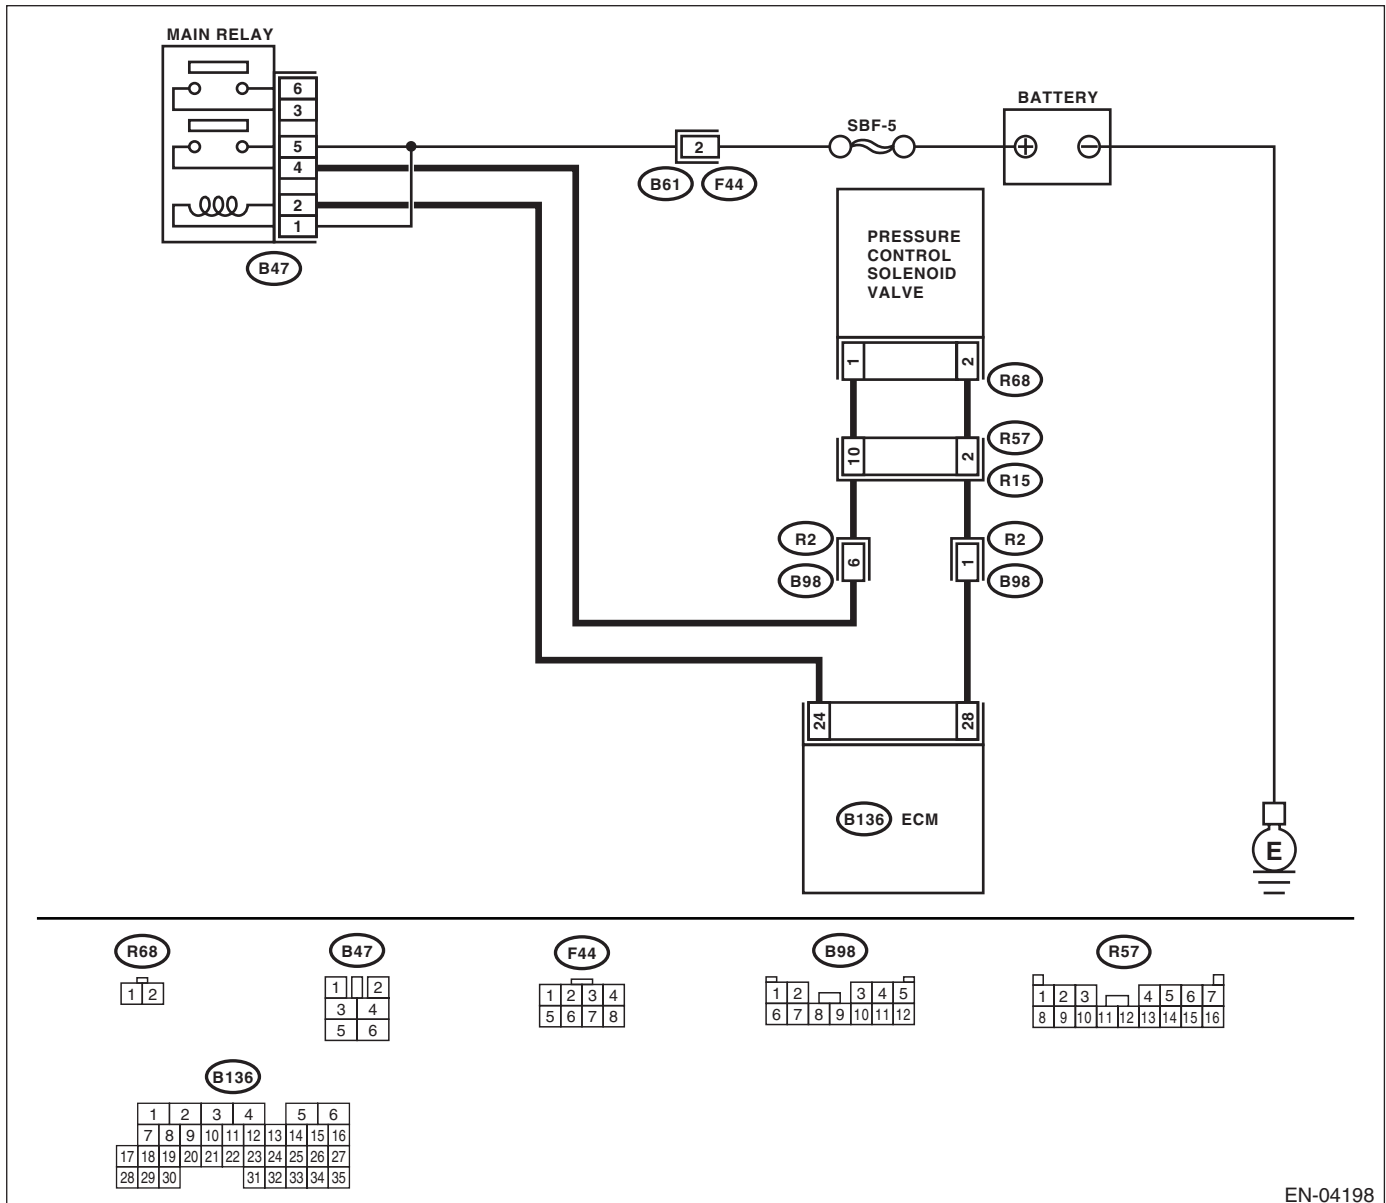 MAIN RELAY
6
3
5
4
2
1
B47
2
B61 F44
SBF-5
BATTERY
+ −
PRESSURE
CONTROL
SOLENOID
VALVE
1 2
R68
10 2
R57
R15
R2 6 B98
R2 1 B98
24 28
B136 ECM
E
R68
1 2
B47
1 2
3 4
5 6
F44
1 2 3 4
5 6 7 8
B98
1 2 3 4 5
6 7 8 9 10 11 12
R57
1 2 3 4 5 6 7
8 9 10 11 12 13 14 15 16
B136
1 2 3 4 5 6
7 8 9 10 11 12 13 14 15 16
17 18 19 20 21 22 23 24 25 26 27
28 29 30 31 32 33 34 35
EN-04198